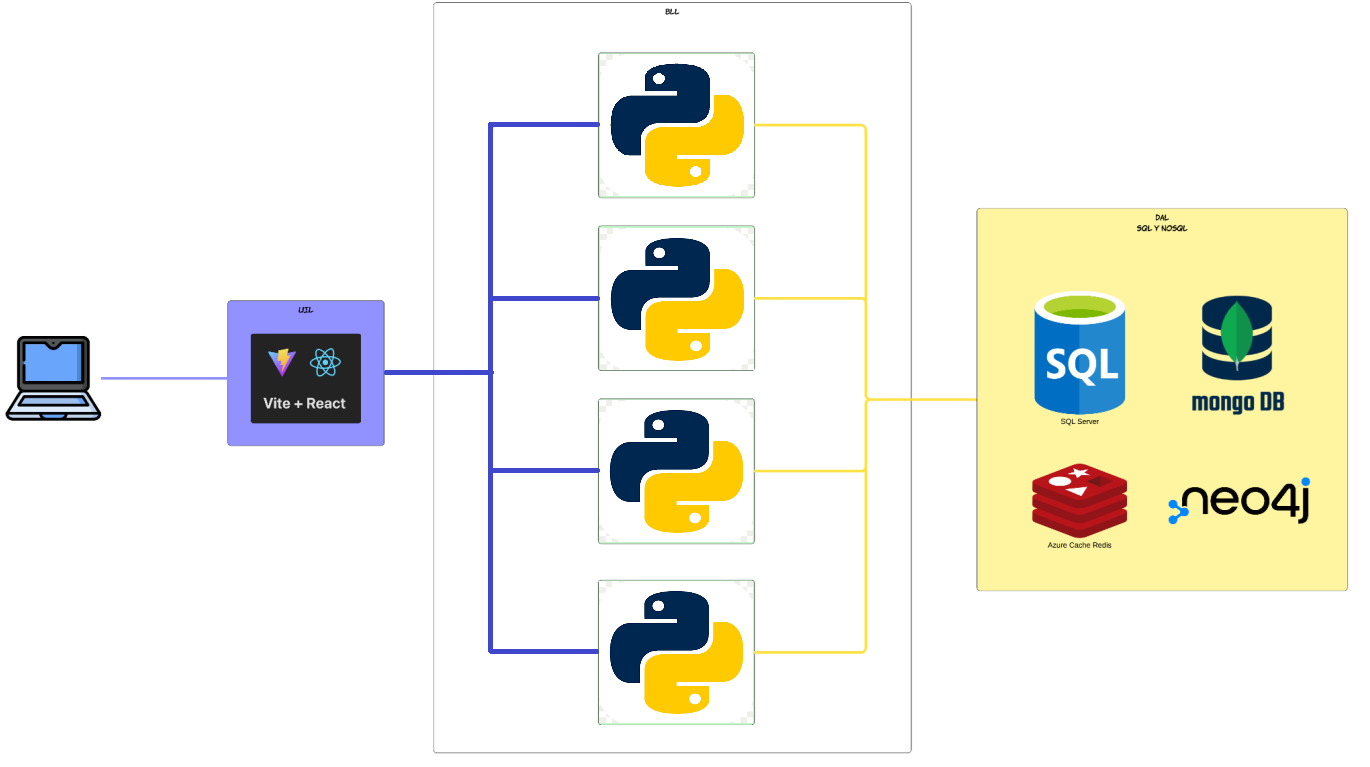 BLL
UIL
Vite + React
DAL
SQL Y NOSQL
SQL
SQL Server
mongo DB
Azure Cache Redis
neo4j